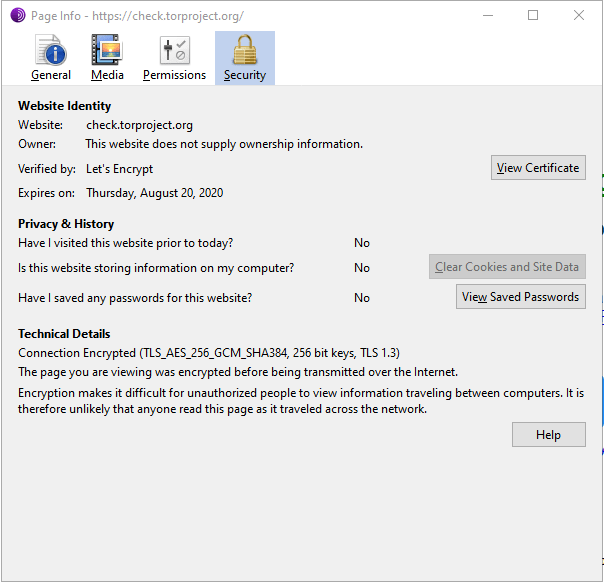 Page Info - https://check.torproject.org/
General Media Permissions Security
Website Identity
Website: check.torproject.org
Owner: This website does not supply ownership information.
Verified by: Let's Encrypt View Certificate
Expires on: Thursday, August 20, 2020
Privacy & History
Have I visited this website prior to today? No
Is this website storing information on my computer? No Clear Cookies and Site Data
Have I saved any passwords for this website? No View Saved Passwords
Technical Details
Connection Encrypted (TLS_AES_256_GCM_SHA384, 256 bit keys, TLS 1.3)
The page you are viewing was encrypted before being transmitted over the Internet.
Encryption makes it difficult for unauthorized people to view information traveling between computers. It is
therefore unlikely that anyone read this page as it traveled across the network.
Help